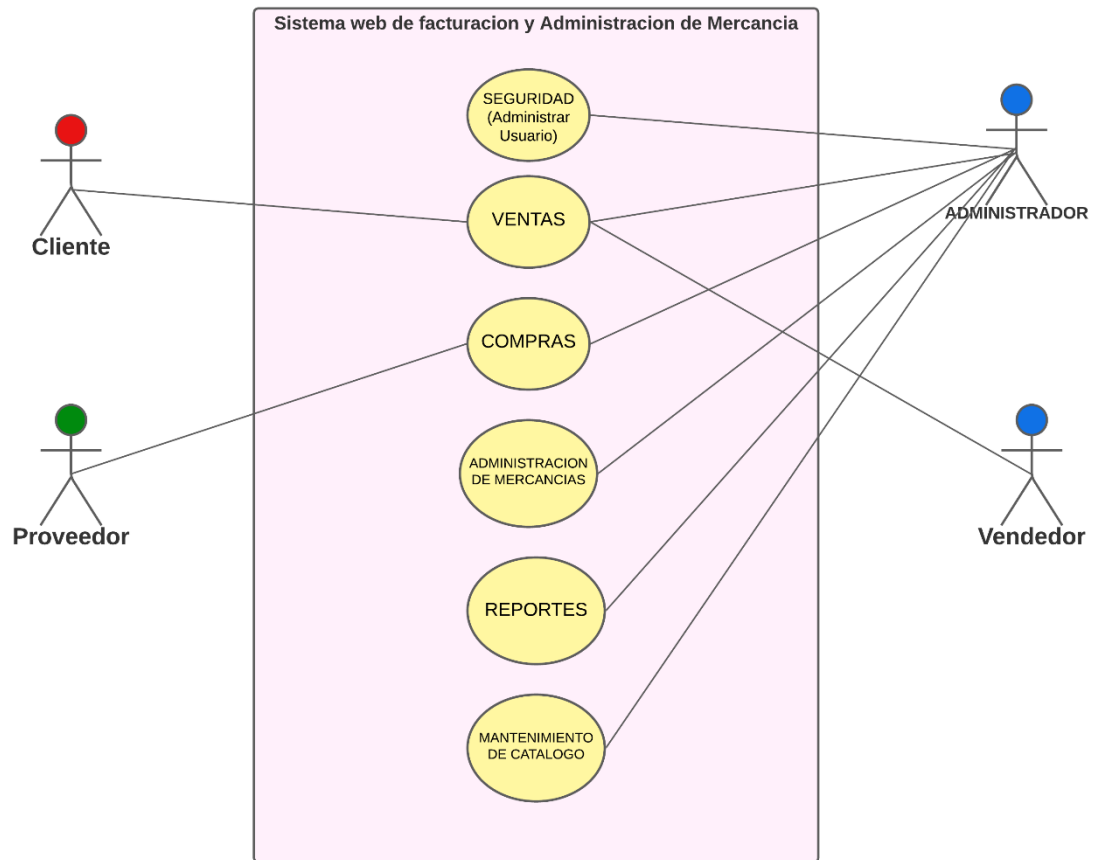 Sistema web de facturacion y Administracion de Mercancia
SEGURIDAD
(Administrar
Usuario)
VENTAS
ADMINISTRADOR
Cliente
COMPRAS
ADMINISTRACION
DE MERCANCIAS
Proveedor
Vendedor
REPORTES
MANTENIMIENTO
DE CATALOGO